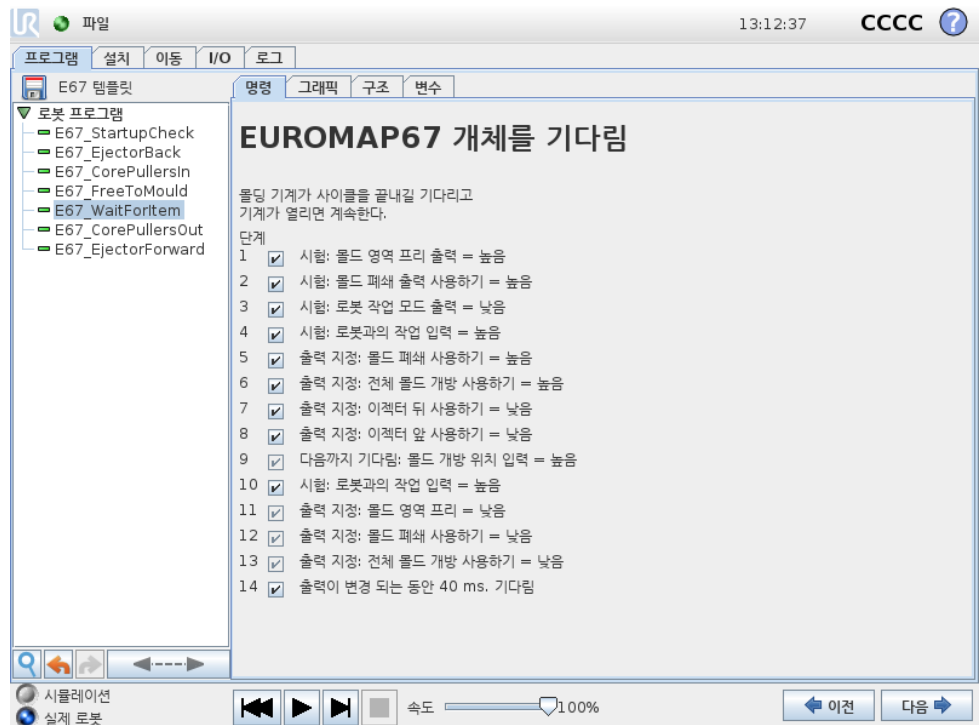 UR 파일 13:12:37 CCCC ?
프로그램 설치 이동 I/O 로그
E67 템플릿
로봇 프로그램
E67_StartupCheck
E67_EjectorBack
E67_CorePullersIn
E67_FreeToMould
E67_WaitForItem
E67_CorePullersOut
E67_EjectorForward
명령 그래픽 구조 변수
EUROMAP67 개체를 기다림
몰딩 기계가 사이클을 끝내길 기다리고
기계가 열리면 계속한다.
단계
1 시험: 몰드 영역 프리 출력 = 높음
2 시험: 몰드 폐쇄 출력 사용하기 = 높음
3 시험: 로봇 작업 모드 출력 = 낮음
4 시험: 로봇과의 작업 입력 = 높음
5 출력 지정: 몰드 폐쇄 사용하기 = 높음
6 출력 지정: 전체 몰드 개방 사용하기 = 높음
7 출력 지정: 이젝터 뒤 사용하기 = 낮음
8 출력 지정: 이젝터 앞 사용하기 = 낮음
9 다음까지 기다림: 몰드 개방 위치 입력 = 높음
10 시험: 로봇과의 작업 입력 = 높음
11 출력 지정: 몰드 영역 프리 = 낮음
12 출력 지정: 몰드 폐쇄 사용하기 = 낮음
13 출력 지정: 전체 몰드 개방 사용하기 = 낮음
14 출력이 변경 되는 동안 40 ms. 기다림
시뮬레이션
실제 로봇
속도 100%
이전 다음